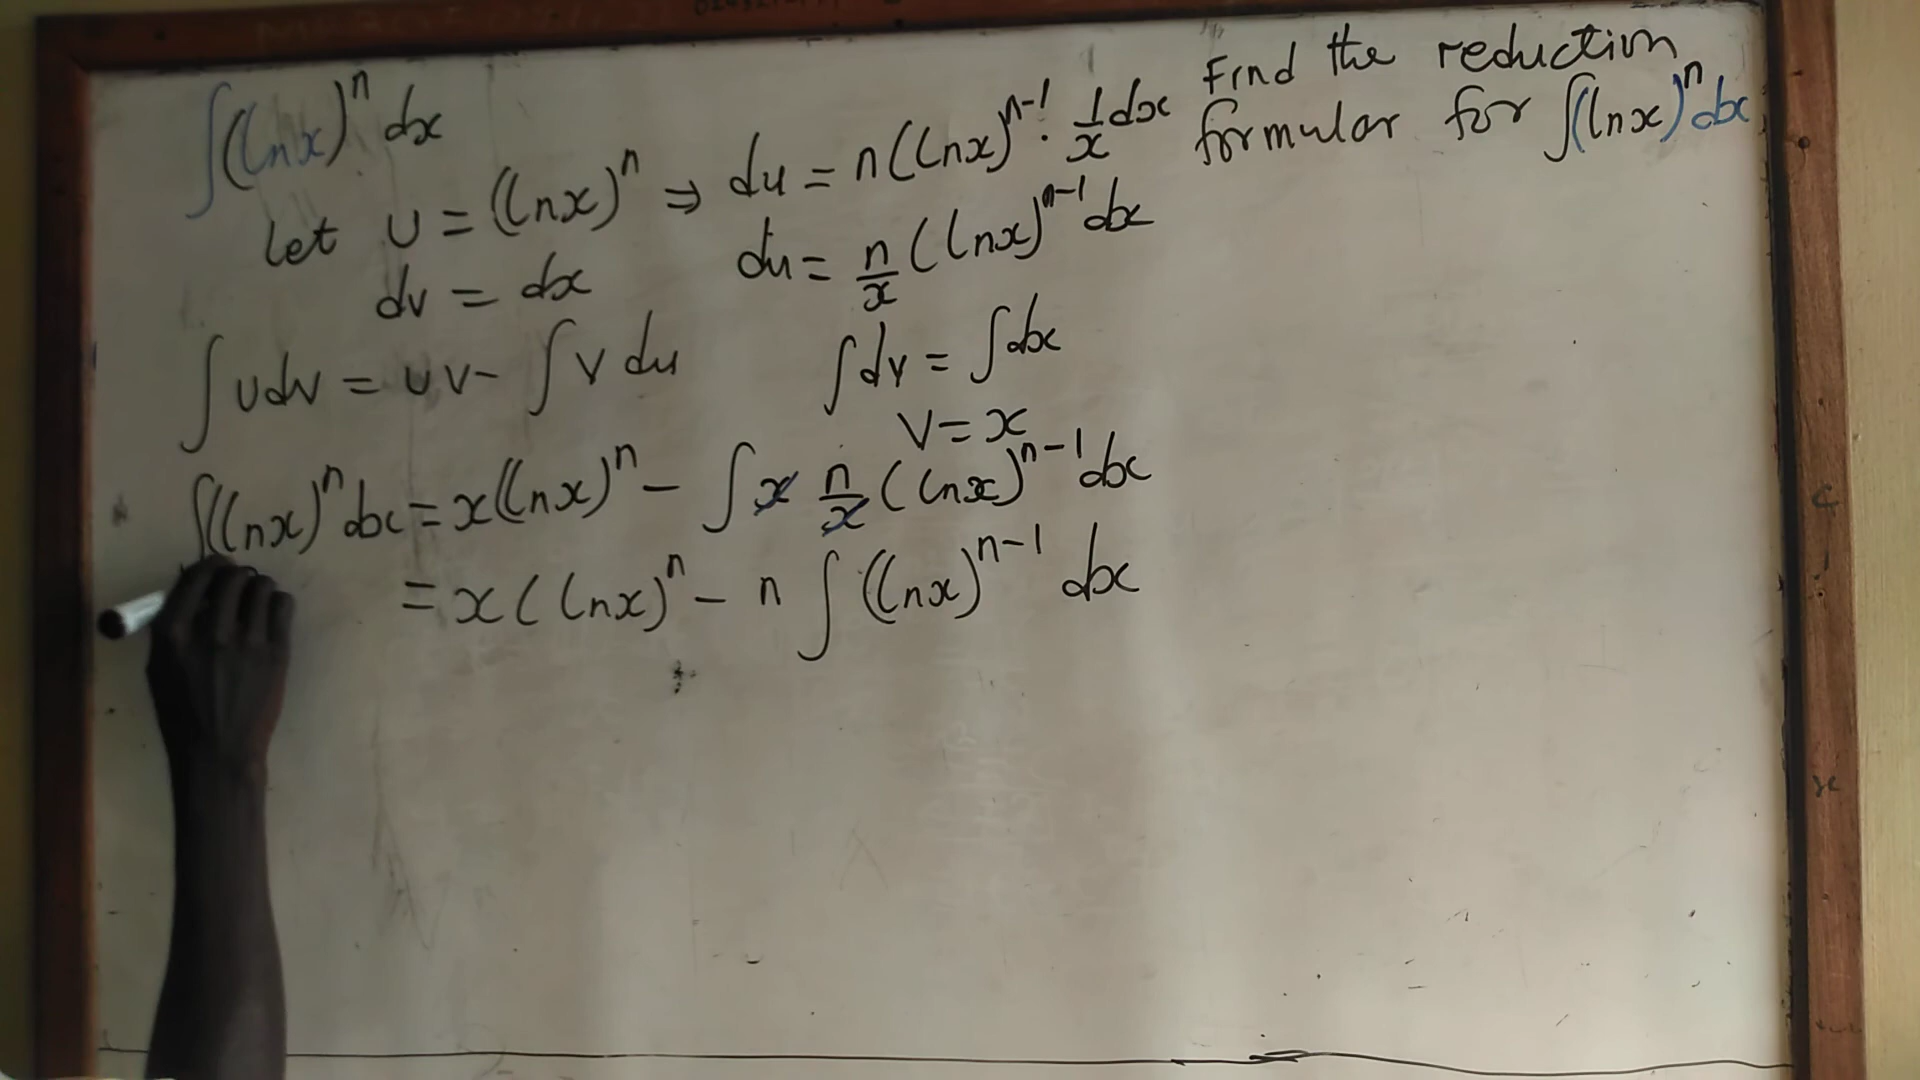 Find the reduction
formular for ∫(lnx)^n dx
∫(lnx)^n dx
let u = (lnx)^n ⇒ du = n(lnx)^{n-1} · 1/x dx
dv = dx du = n/x (lnx)^{n-1} dx
∫udv = uv - ∫v du ∫dv = ∫dx
v = x
∫(lnx)^n dx = x(lnx)^n - ∫x n/x (lnx)^{n-1} dx
= x(lnx)^n - n ∫(lnx)^{n-1} dx